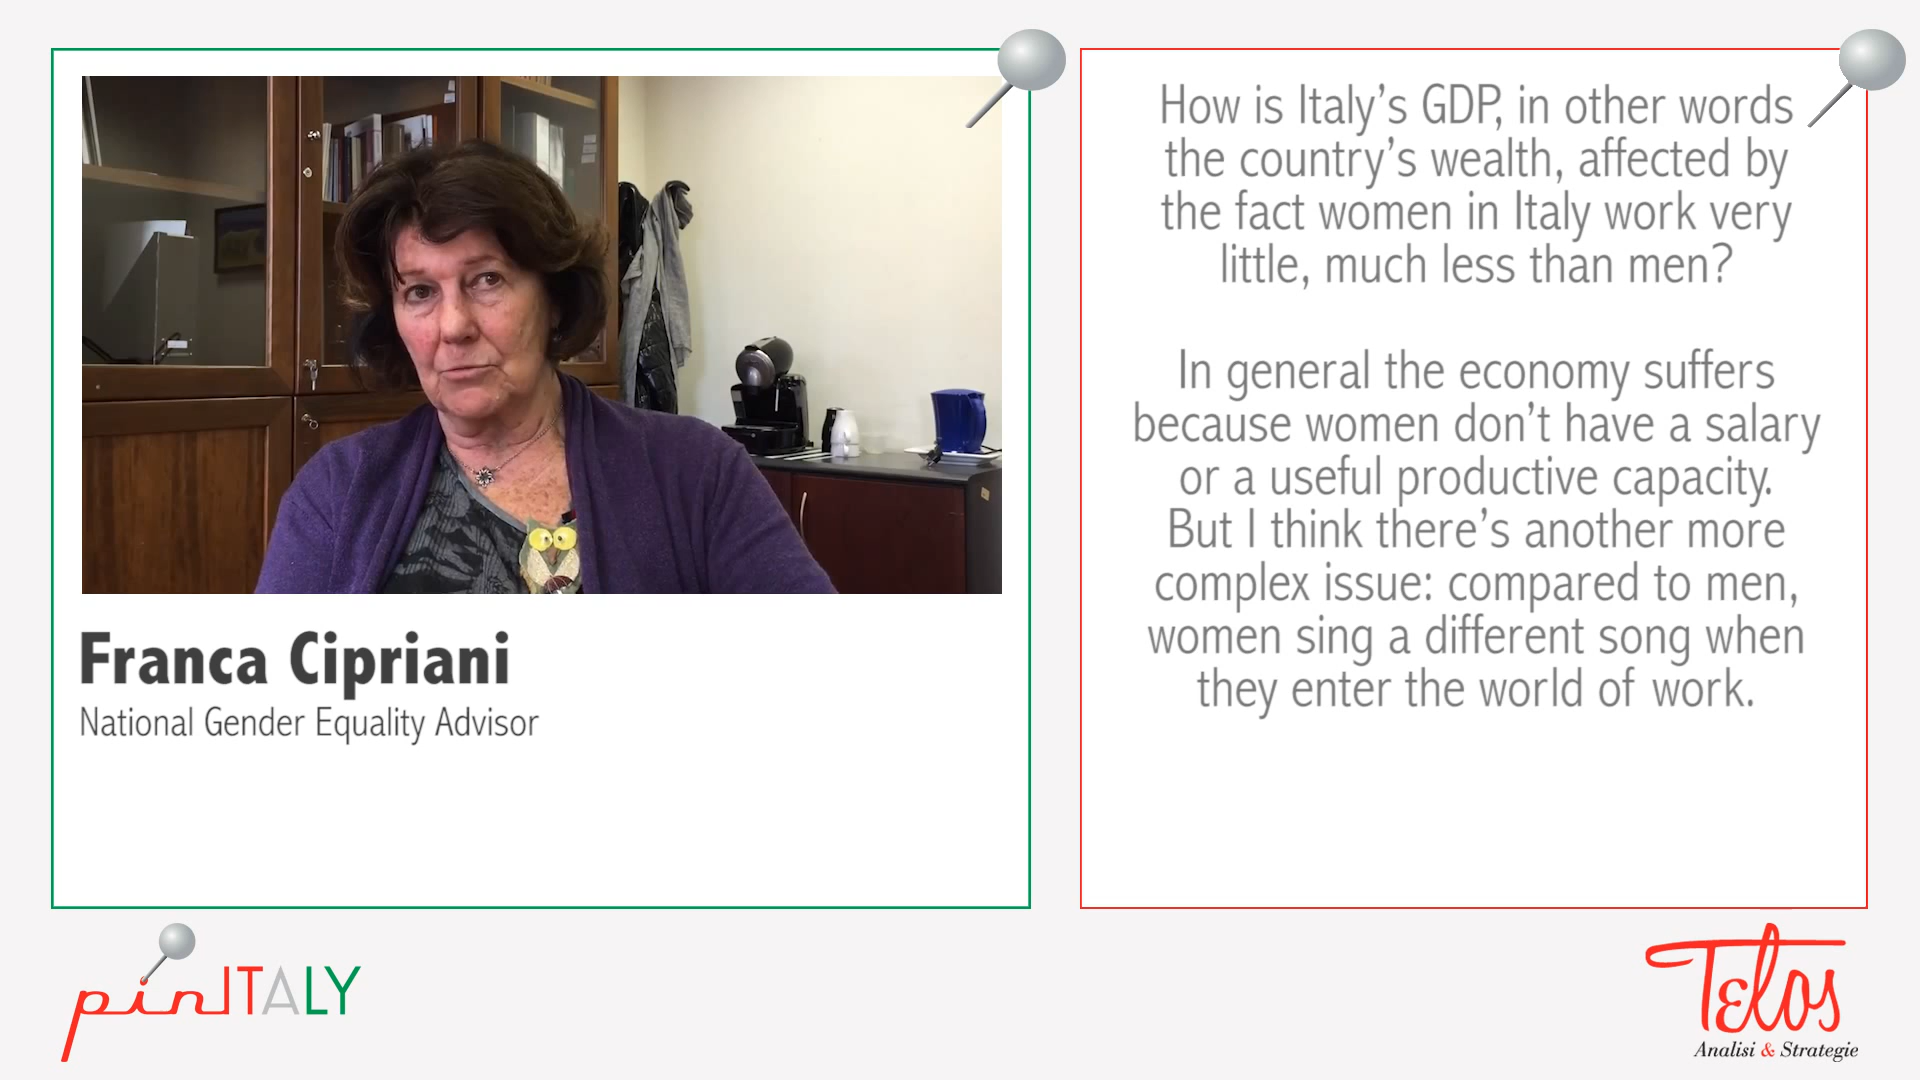 How is Italy's GDP, in other words
the country's wealth, affected by
the fact women in Italy work very
little, much less than men?
In general the economy suffers
because women don't have a salary
or a useful productive capacity.
But I think there's another more
complex issue: compared to men,
women sing a different song when
they enter the world of work.
Franca Cipriani
National Gender Equality Advisor
pinITALY
Telos
Analisi & Strategie